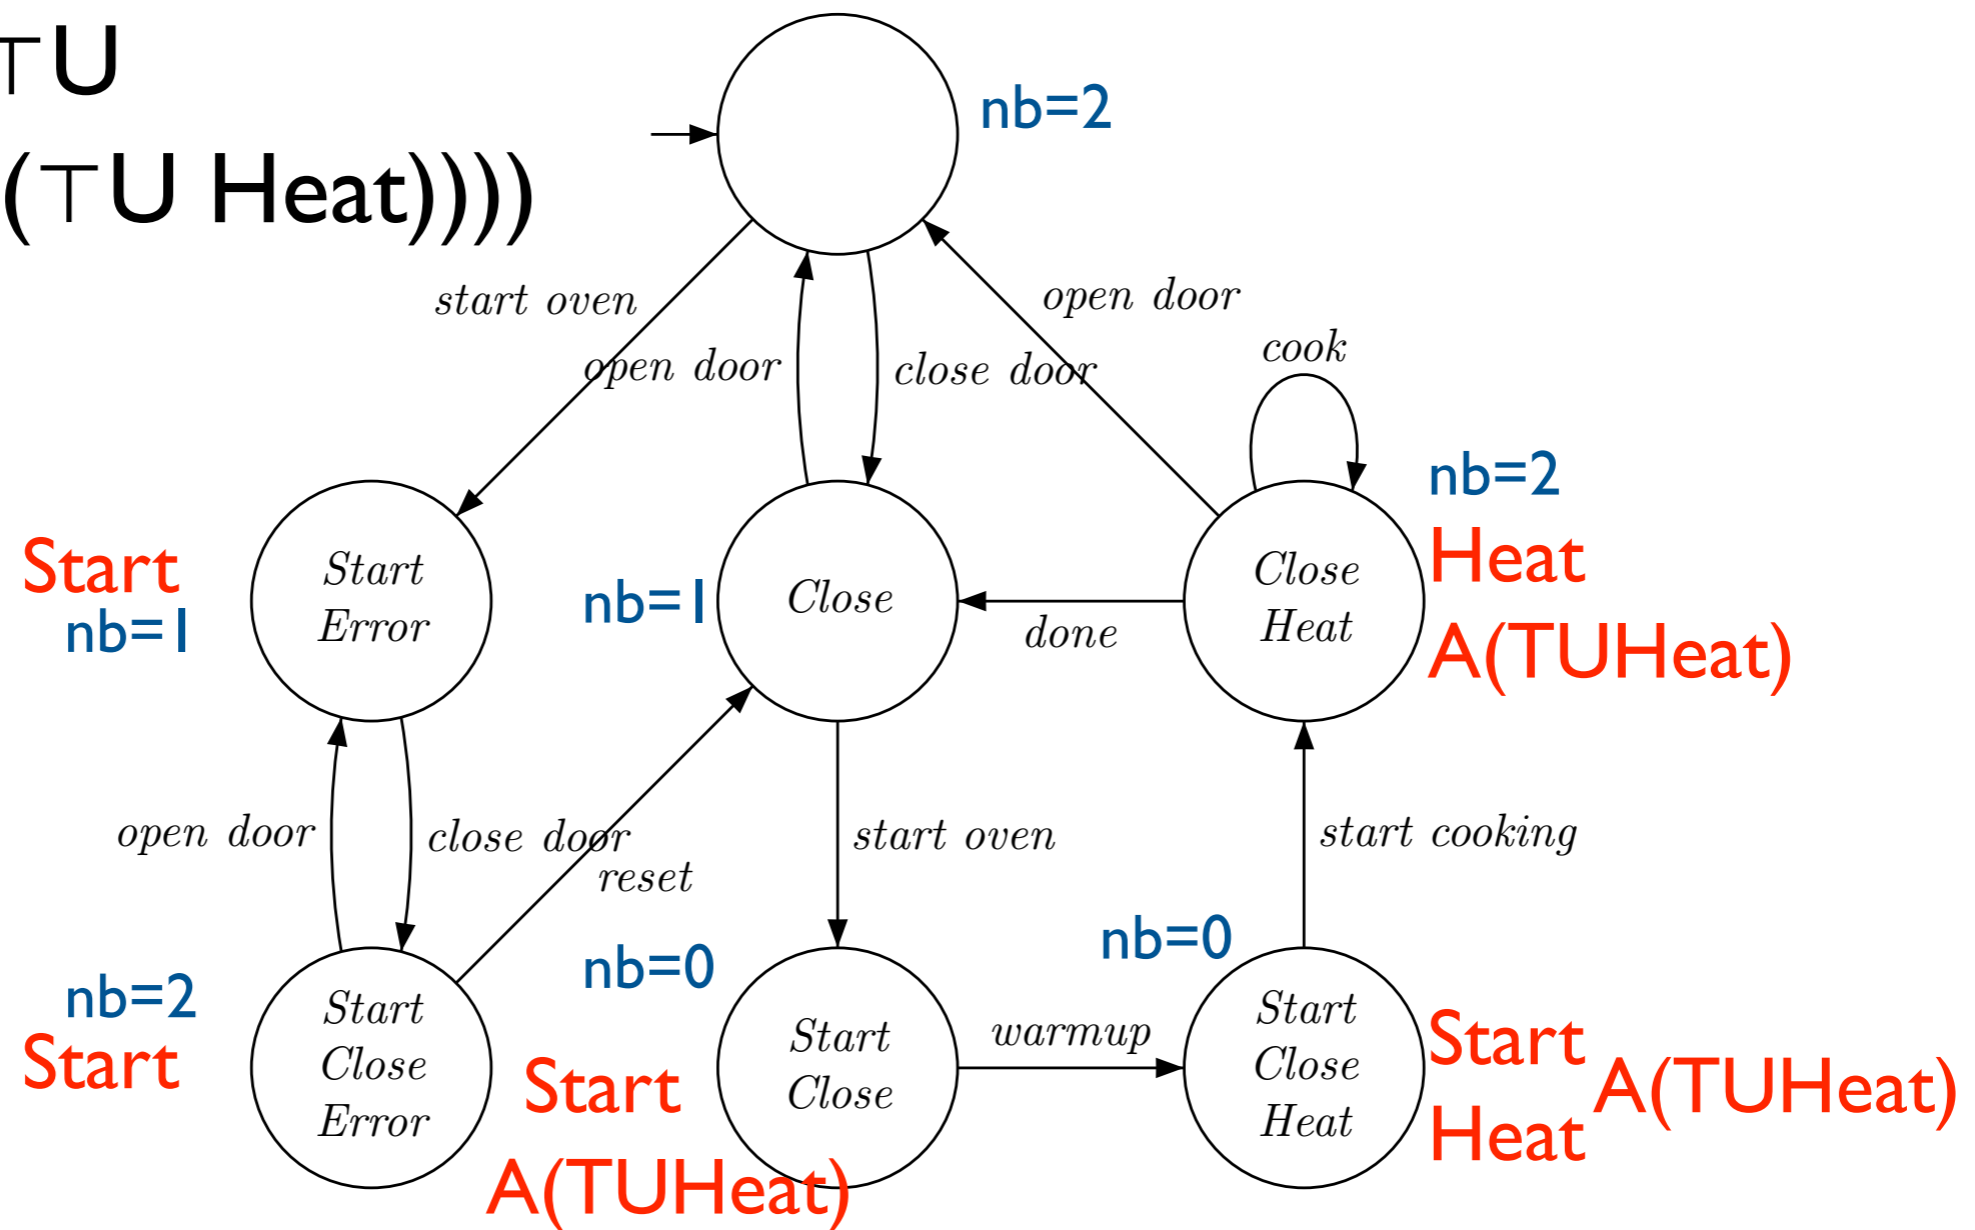 ⊤U
(⊤U Heat))))
nb=2
start oven
open door
open door
close door
cook
nb=2
Start
nb=1
Start
Error
nb=1
Close
done
Close
Heat
Heat
A(TUHeat)
open door
close door
reset
start oven
start cooking
nb=2
Start
Start
Close
Error
nb=0
Start
A(TUHeat)
Start
Close
warmup
nb=0
Start
Close
Heat
Start
Heat
A(TUHeat)